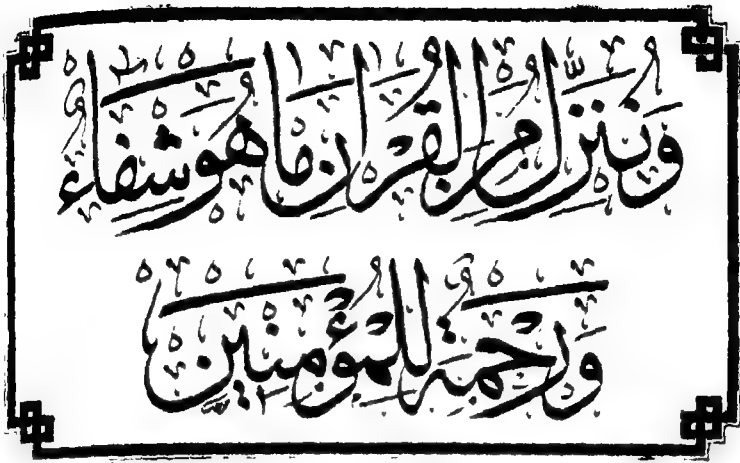 وَنُنَزِّلُ مِنَ الْقُرْآنِ مَا هُوَ شِفَاءٌ
وَرَحْمَةٌ لِلْمُؤْمِنِينَ